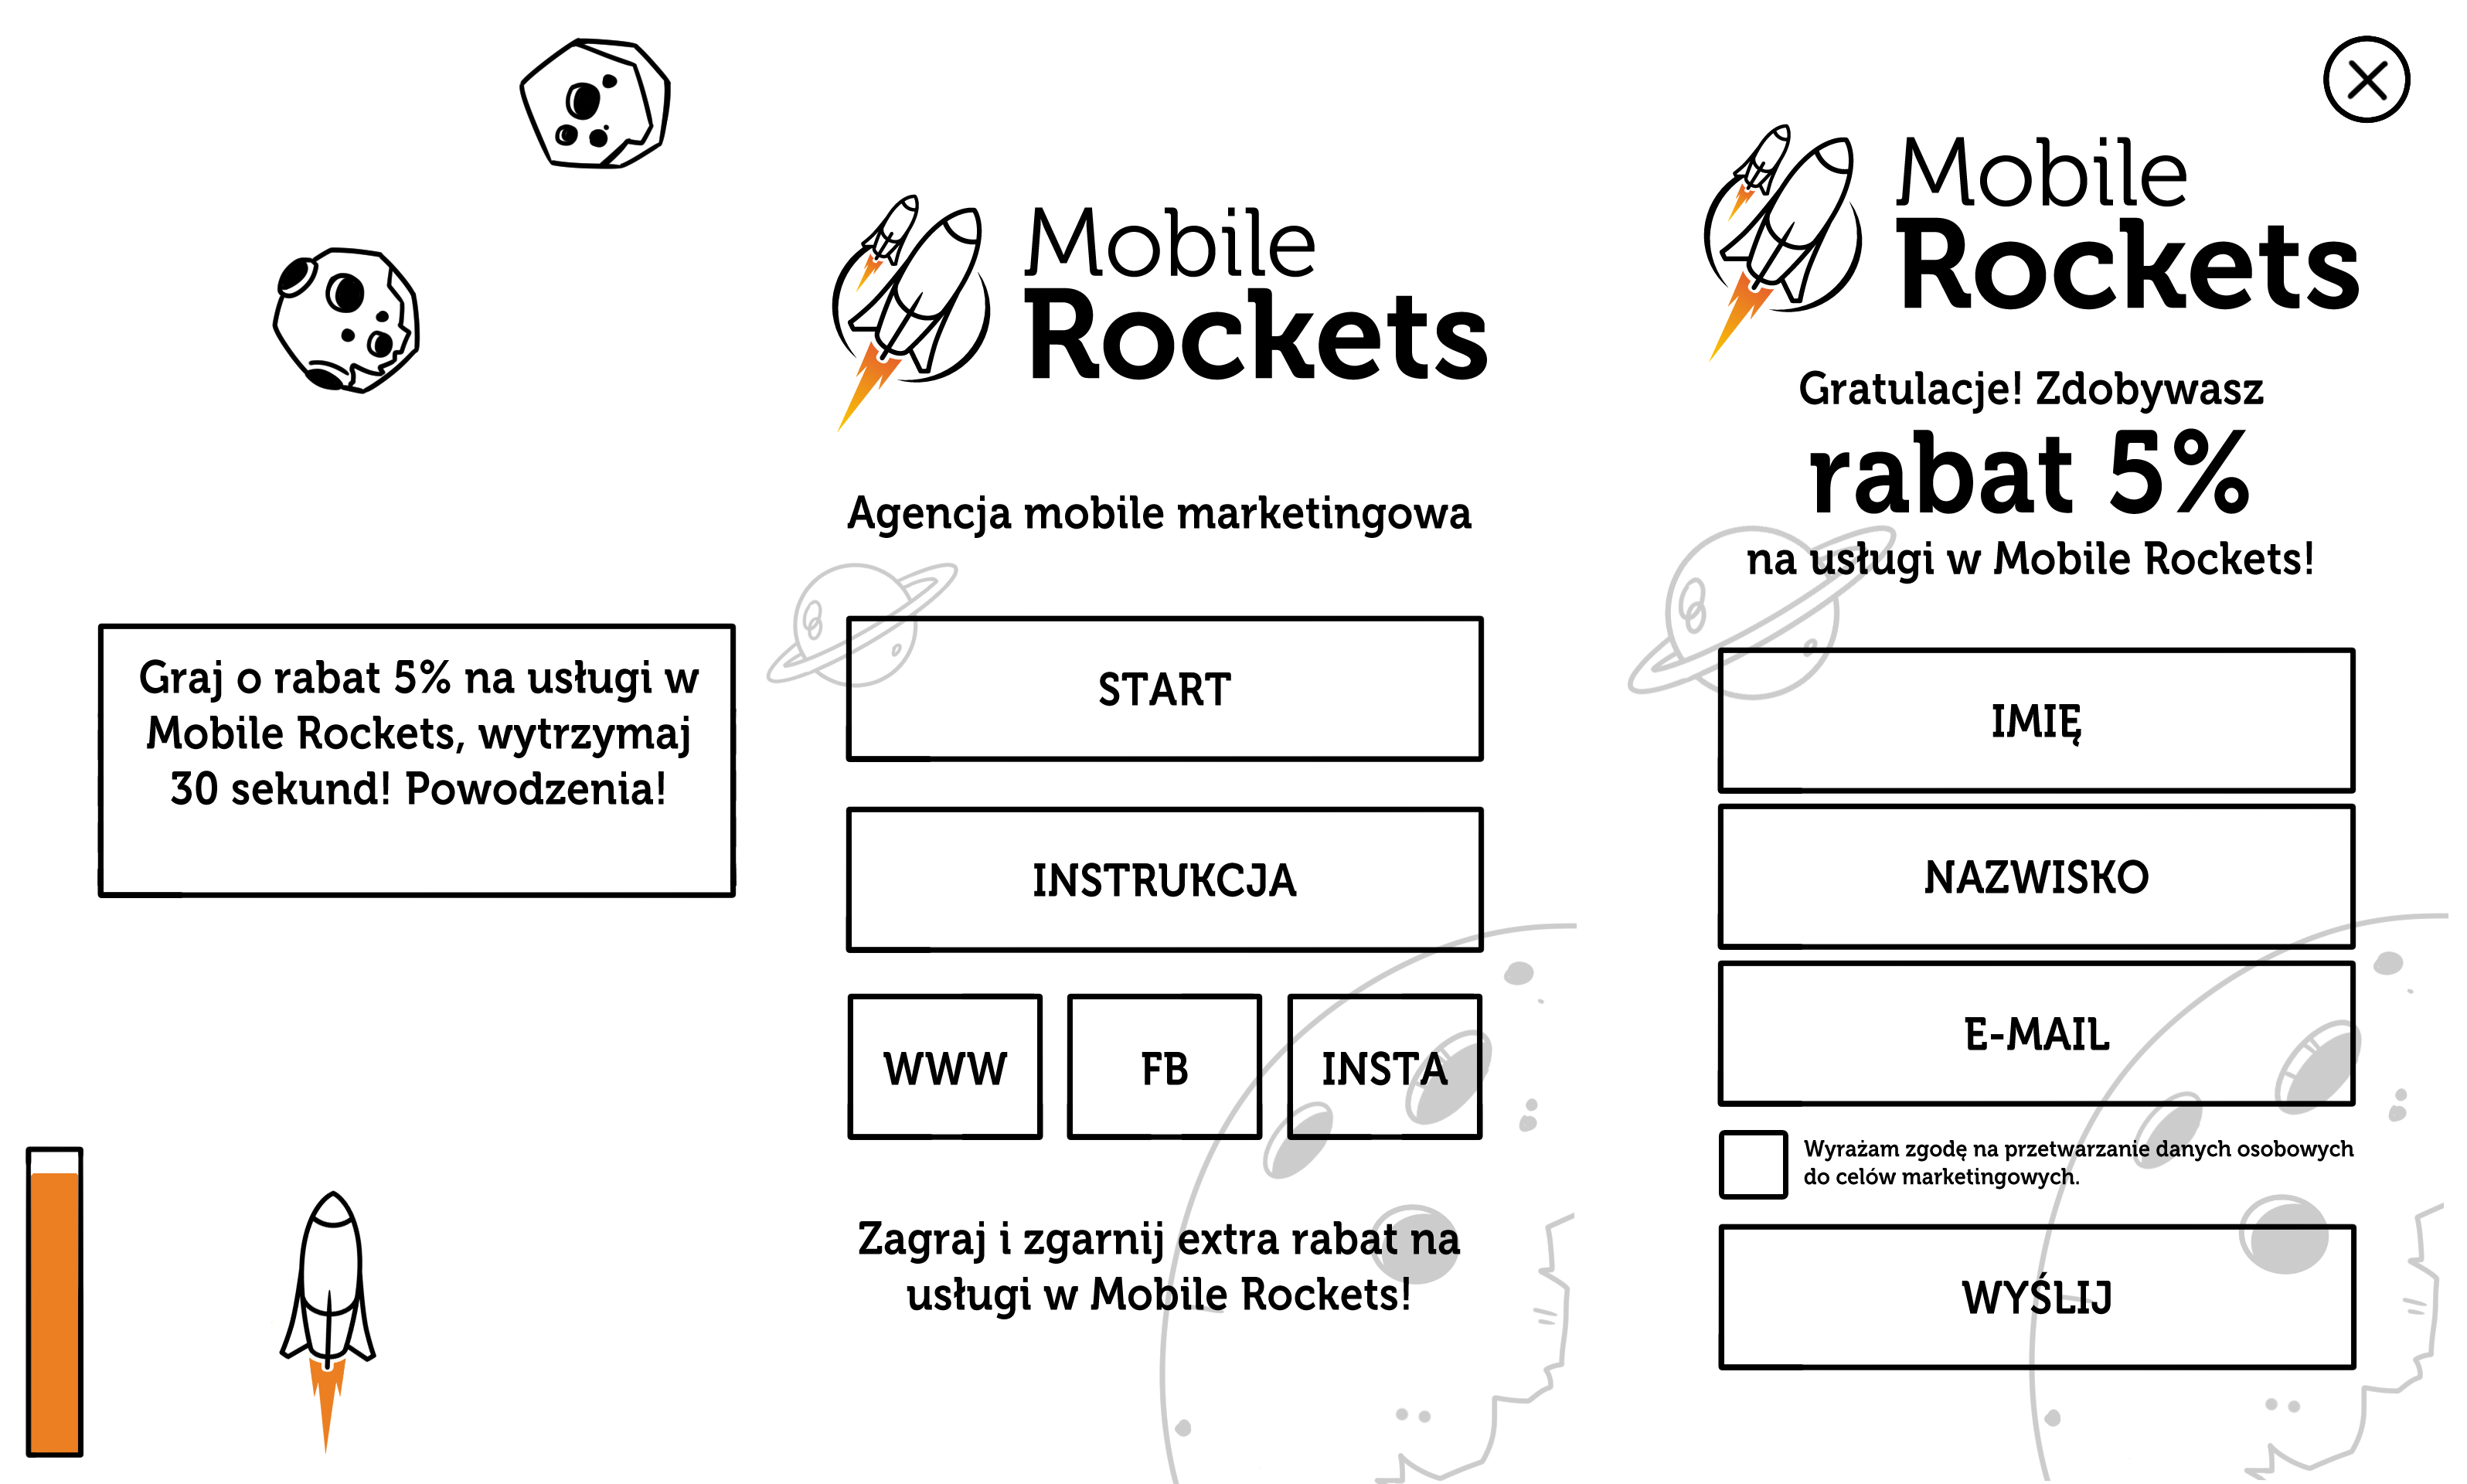 Graj o rabat 5% na usługi w
Mobile Rockets, wytrzymaj
30 sekund! Powodzenia!
Mobile
Rockets
Agencja mobile marketingowa
START
INSTRUKCJA
WWW
FB
INSTA
Zagraj i zgarnij extra rabat na
usługi w Mobile Rockets!
Mobile
Rockets
Gratulacje! Zdobywasz
rabat 5%
na usługi w Mobile Rockets!
IMIĘ
NAZWISKO
E-MAIL
Wyrażam zgodę na przetwarzanie danych osobowych
do celów marketingowych.
WYŚLIJ